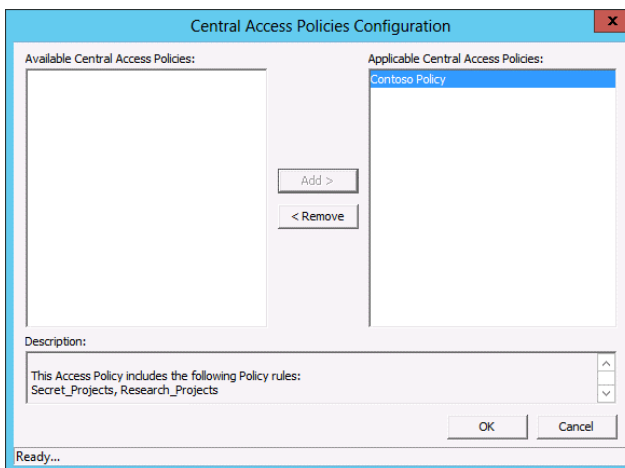 Central Access Policies Configuration
x
Available Central Access Policies:
Applicable Central Access Policies:
Contoso Policy
Add >
< Remove
Description:
This Access Policy includes the following Policy rules:
Secret_Projects, Research_Projects
OK
Cancel
Ready...